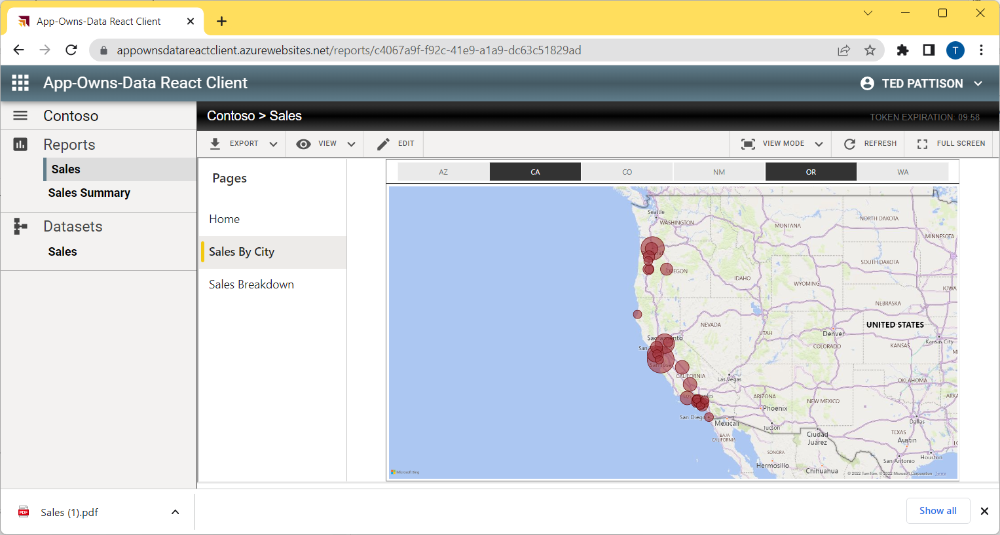 App-Owns-Data React Client
appownsdatareactclient.azurewebsites.net/reports/c4067a9f-f92c-41e9-a1a9-dc63c51829ad
T
App-Owns-Data React Client
TED PATTISON
Contoso
Contoso > Sales
TOKEN EXPIRATION: 09:58
EXPORT
VIEW
EDIT
VIEW MODE
REFRESH
FULL SCREEN
Reports
Sales
Sales Summary
Datasets
Sales
Pages
Home
Sales By City
Sales Breakdown
AZ
CA
CO
NM
OR
WA
Seattle
WASHINGTON
MONTANA
NORTH DAKOTA
MINNESOTA
SOUTH DAKOTA
OREGON
IDAHO
WYOMING
IOWA
NEBRASKA
NEVADA
UNITED STATES
UTAH
Denver
COLORADO
KANSAS
Kansas City
Sacramento
San Jose
CALIFORNIA
Las Vegas
OKLAHOMA
Los Angeles
ARIZONA
NEW MEXICO
ARKA
Phoenix
San Diego
Mexicali
Tucson
Dallas
BAJA
CALIFORNIA
Ciudad
Juárez
TEXAS
Austin
SONORA
Houston
San Antonio
Hermosillo
Chihuahua
Microsoft Bing
© 2022 TomTom, © 2022 Microsoft Corporation Terms
PDF
Sales (1).pdf
Show all